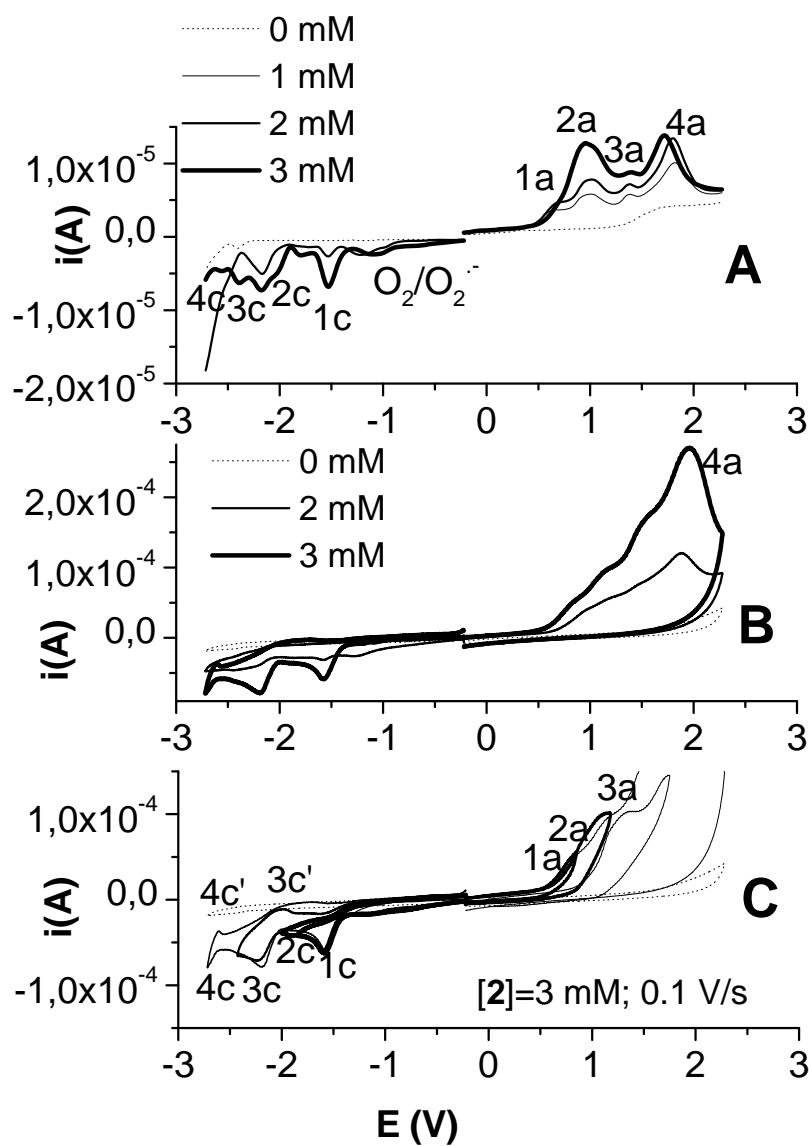 0 mM
1 mM
2 mM
3 mM
1,0x10⁻⁵
0,0
-1,0x10⁻⁵
-2,0x10⁻⁵
i(A)
1a
2a
3a
4a
4c
3c
2c
1c
O₂/O₂·⁻
A
-3 -2 -1 0 1 2 3
0 mM
2 mM
3 mM
2,0x10⁻⁴
1,0x10⁻⁴
0,0
i(A)
4a
B
-3 -2 -1 0 1 2 3
1,0x10⁻⁴
0,0
-1,0x10⁻⁴
i(A)
3a
2a
1a
4c'
3c'
2c
1c
4c
3c
C
[2]=3 mM; 0.1 V/s
-3 -2 -1 0 1 2 3
E (V)